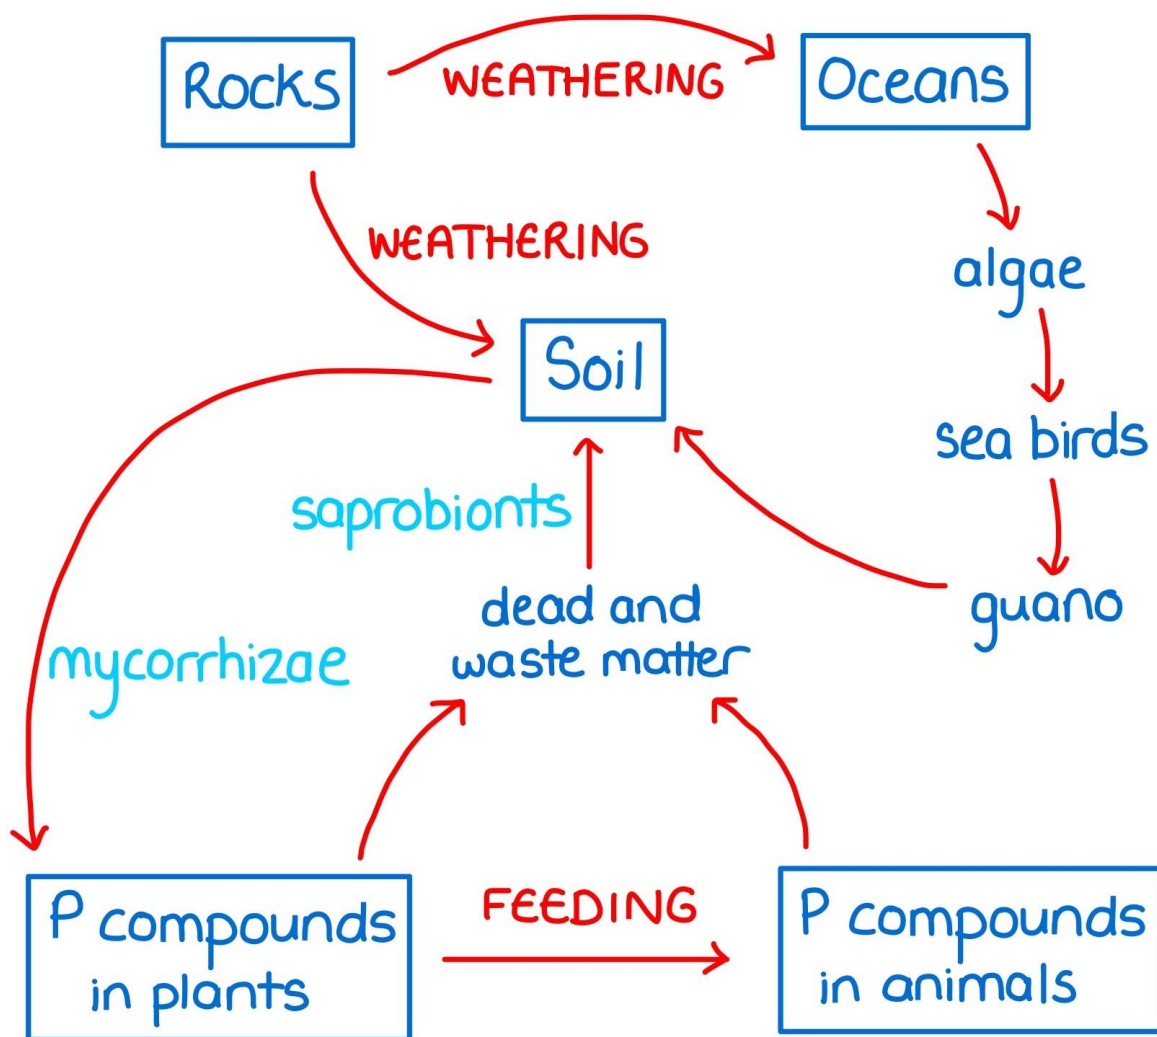 Rocks
WEATHERING
Oceans
WEATHERING
algae
Soil
sea birds
saprobionts
dead and
waste matter
guano
mycorrhizae
P compounds
in plants
FEEDING
P compounds
in animals